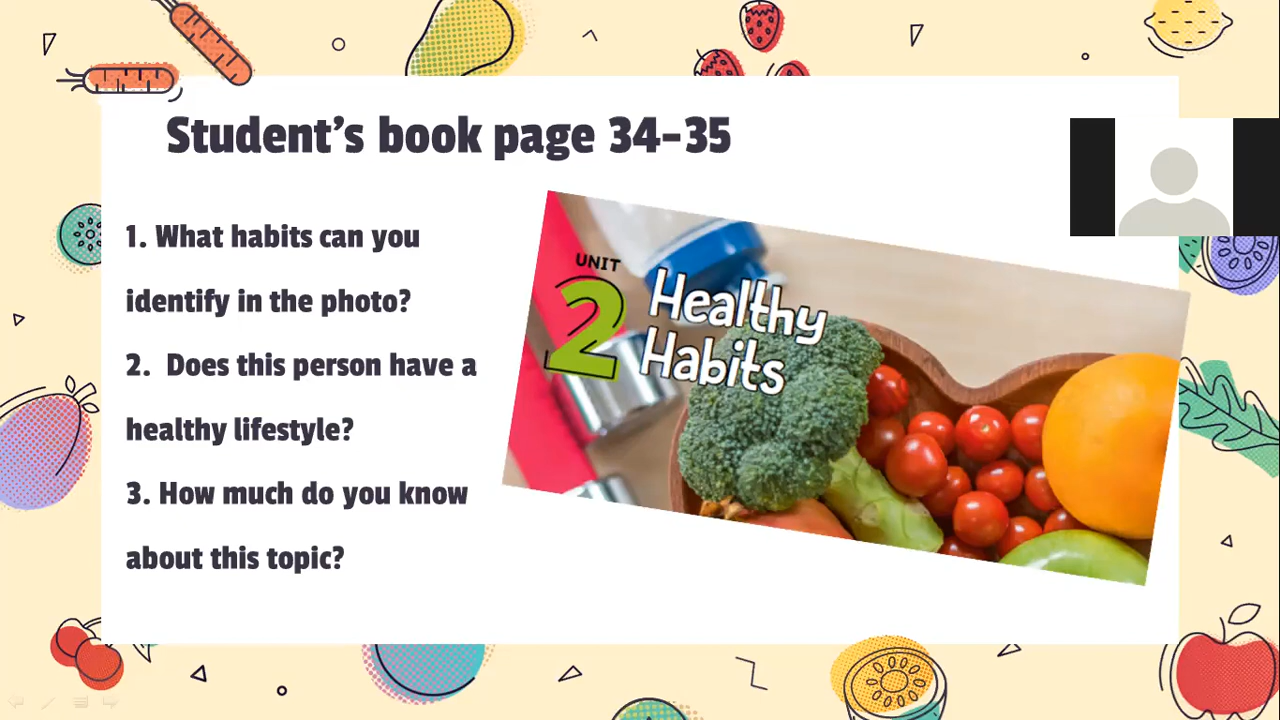 Student's book page 34-35
1. What habits can you
identify in the photo?
2. Does this person have a
healthy lifestyle?
3. How much do you know
about this topic?
UNIT
2
Healthy
Habits